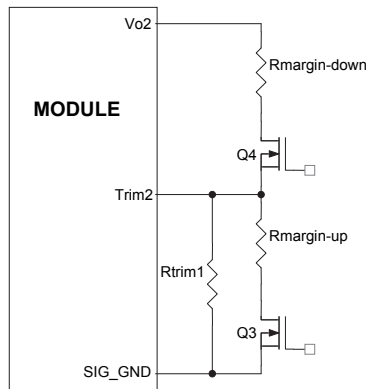 Vo2
Rmargin-down
MODULE
Q4
Trim2
Rmargin-up
Rtrim1
Q3
SIG_GND